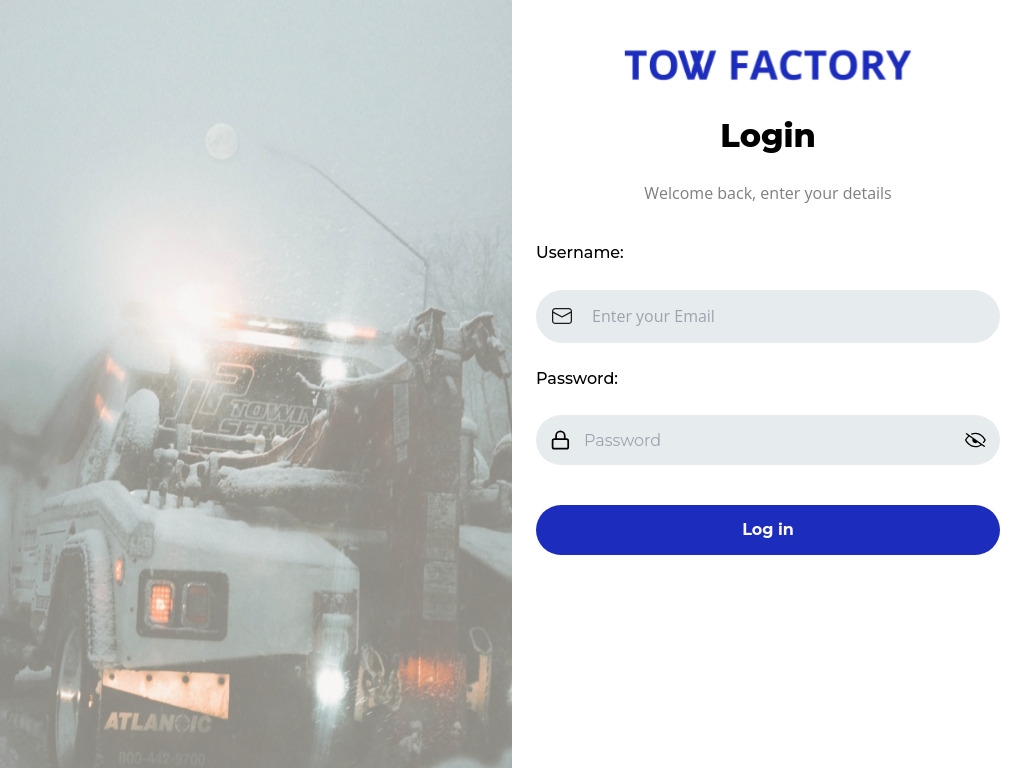 TOW FACTORY
Login
Welcome back, enter your details
Username:
Enter your Email
Password:
Password
Log in
TOWIN
SERV
ATLANTIC
800-442-9700